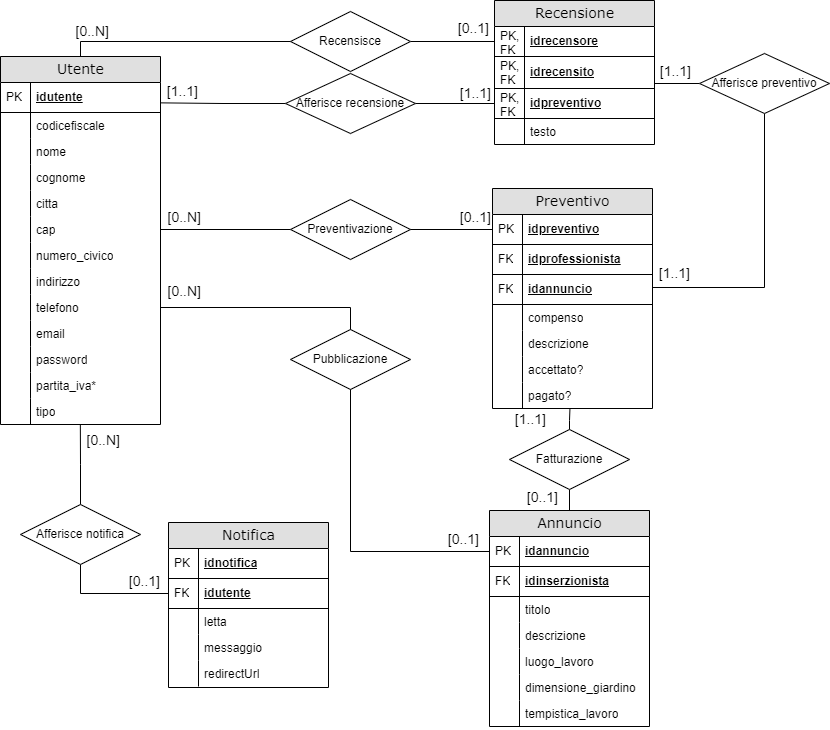 Recensione
PK, FK idrecensore
PK, FK idrecensito
PK, FK idpreventivo
testo
[0..N]
Recensisce
[0..1]
[1..1]
Afferisce recensione
[1..1]
[1..1]
Afferisce preventivo
[1..1]
Utente
PK idutente
codicefiscale
nome
cognome
citta
cap
numero_civico
indirizzo
telefono
email
password
partita_iva*
tipo
[0..N]
Preventivazione
[0..1]
Preventivo
PK idpreventivo
FK idprofessionista
FK idannuncio
compenso
descrizione
accettato?
pagato?
[0..N]
Pubblicazione
[0..1]
[1..1]
Fatturazione
[0..1]
[0..N]
Afferisce notifica
[0..1]
Notifica
PK idnotifica
FK idutente
letta
messaggio
redirectUrl
Annuncio
PK idannuncio
FK idinserzionista
titolo
descrizione
luogo_lavoro
dimensione_giardino
tempistica_lavoro